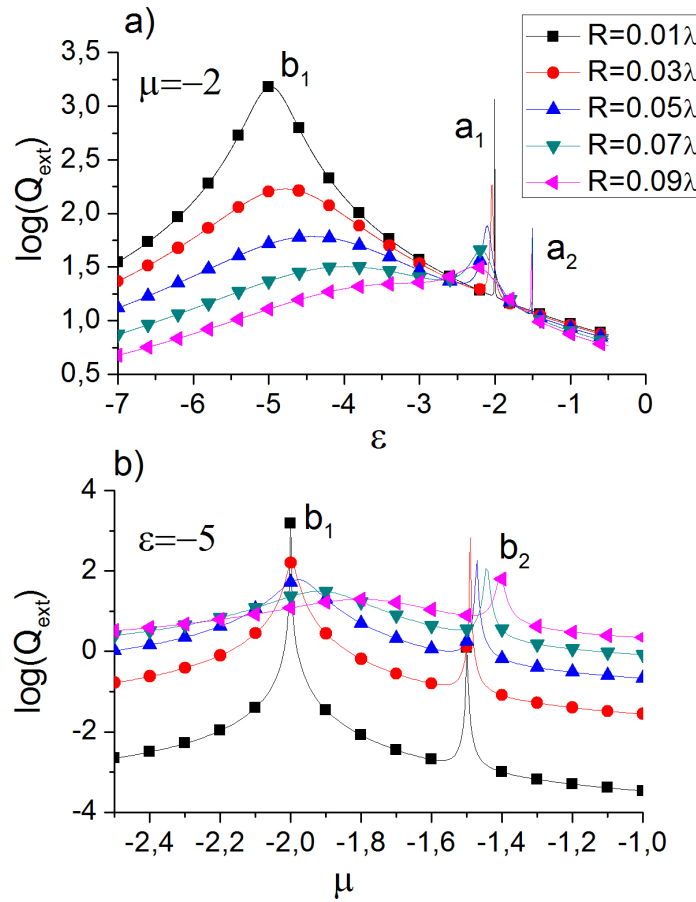 a)
μ=−2
b₁
a₁
a₂
R=0.01λ
R=0.03λ
R=0.05λ
R=0.07λ
R=0.09λ
log(Q_ext)
3,5
3,0
2,5
2,0
1,5
1,0
0,5
-7 -6 -5 -4 -3 -2 -1 0
ε
b)
ε=−5
b₁
b₂
log(Q_ext)
4
2
0
-2
-4
-2,4 -2,2 -2,0 -1,8 -1,6 -1,4 -1,2 -1,0
μ